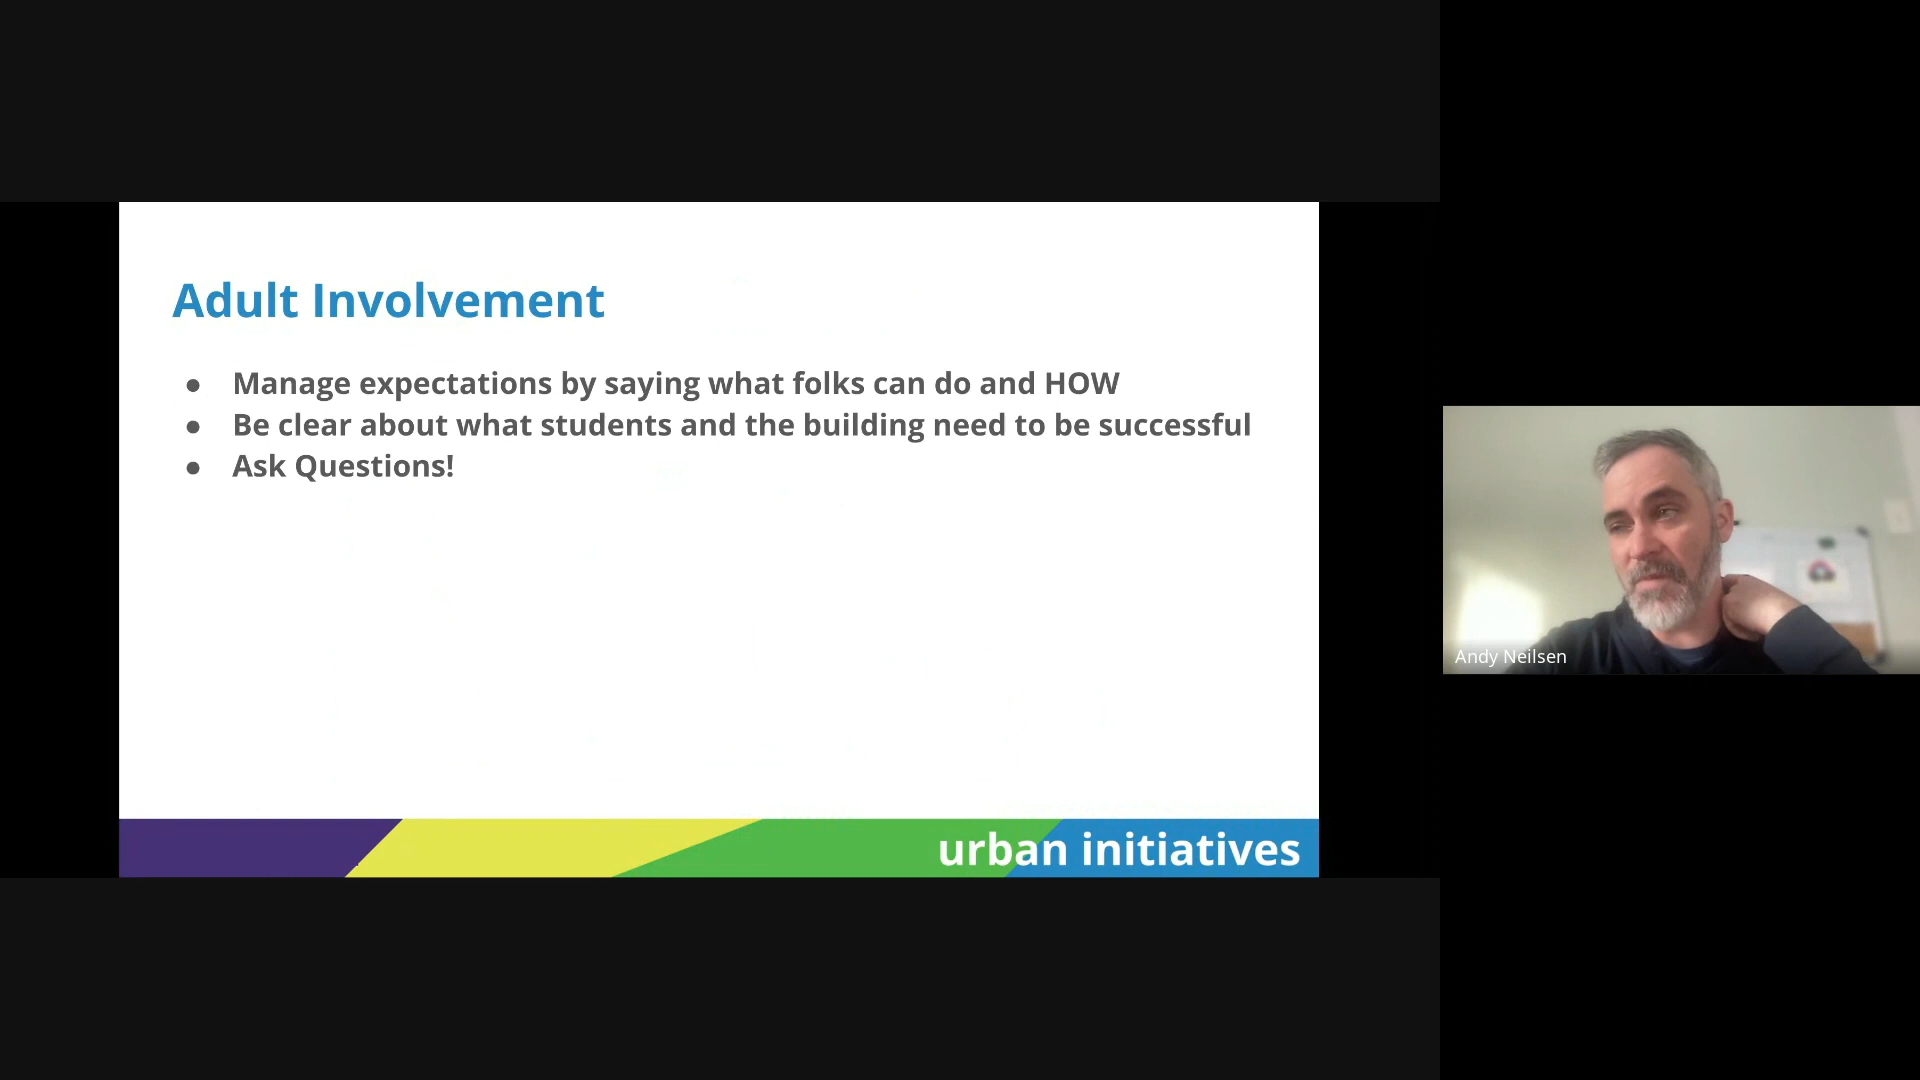 Adult Involvement
● Manage expectations by saying what folks can do and HOW
● Be clear about what students and the building need to be successful
● Ask Questions!
urban initiatives
Andy Neilsen